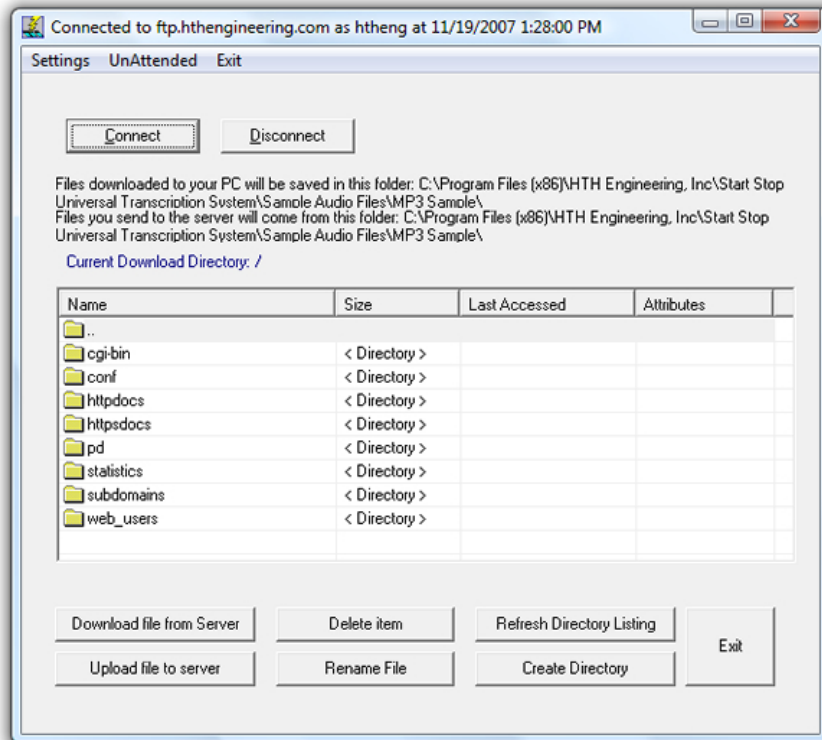 Connected to ftp.hthengineering.com as htheng at 11/19/2007 1:28:00 PM
Settings UnAttended Exit
Connect Disconnect
Files downloaded to your PC will be saved in this folder: C:\Program Files (x86)\HTH Engineering, Inc\Start Stop
Universal Transcription System\Sample Audio Files\MP3 Sample\
Files you send to the server will come from this folder: C:\Program Files (x86)\HTH Engineering, Inc\Start Stop
Universal Transcription System\Sample Audio Files\MP3 Sample\
Current Download Directory: /
Name Size Last Accessed Attributes
..
cgi-bin < Directory >
conf < Directory >
httpdocs < Directory >
httpsdocs < Directory >
pd < Directory >
statistics < Directory >
subdomains < Directory >
web_users < Directory >
Download file from Server Delete item Refresh Directory Listing
Exit
Upload file to server Rename File Create Directory